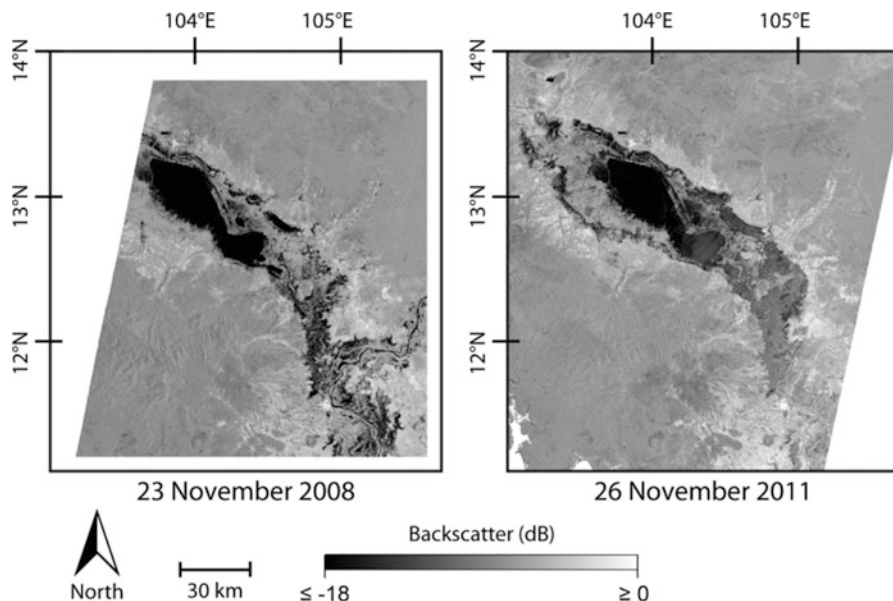 104°E 105°E 104°E 105°E
14°N 14°N
13°N 13°N
12°N 12°N
23 November 2008 26 November 2011
Backscatter (dB)
North 30 km ≤ -18 ≥ 0